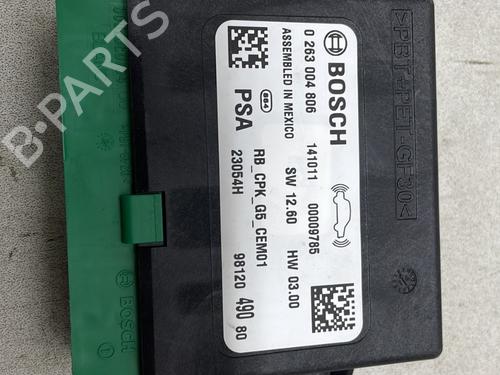 BOSCH
0 263 004 806
ASSEMBLED IN MEXICO
141011 00009785
SW 12.60 HW 03.00
PSA
RB_CPK_G5_CEM01
23054H
98120 490 80
>PBT+PET-GF30<
BOSCH
B-PARTS